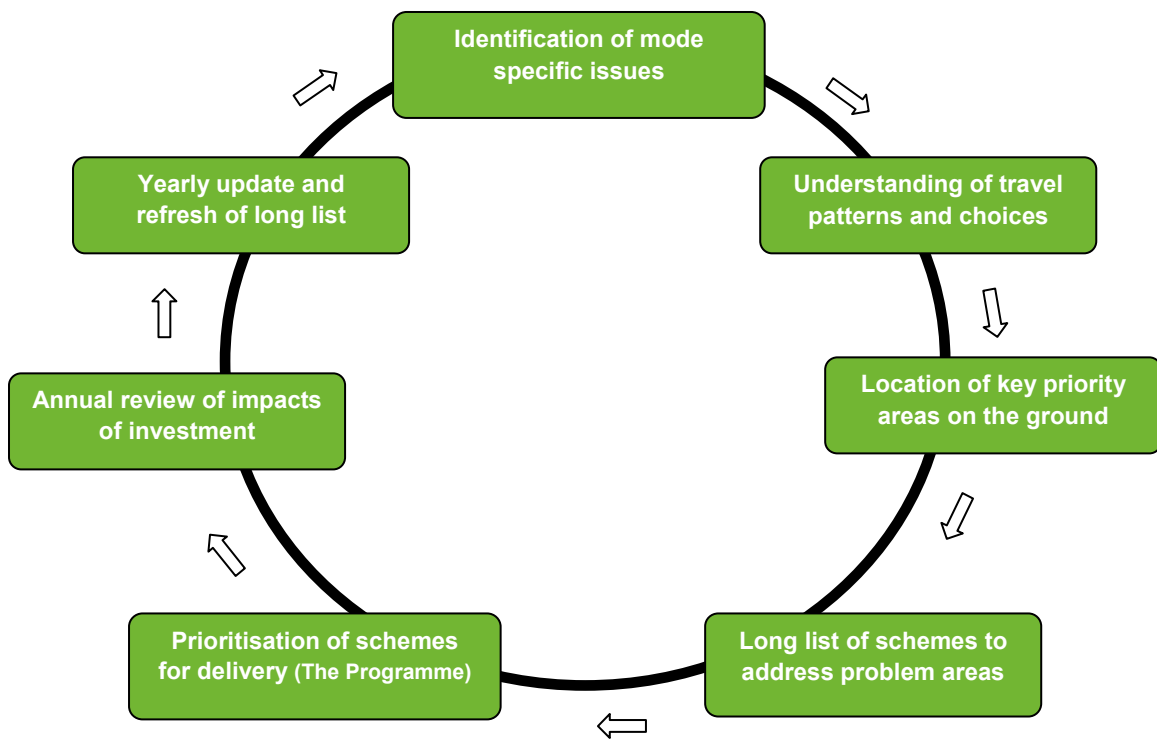 Identification of mode
specific issues
Understanding of travel
patterns and choices
Location of key priority
areas on the ground
Long list of schemes to
address problem areas
Prioritisation of schemes
for delivery (The Programme)
Annual review of impacts
of investment
Yearly update and
refresh of long list